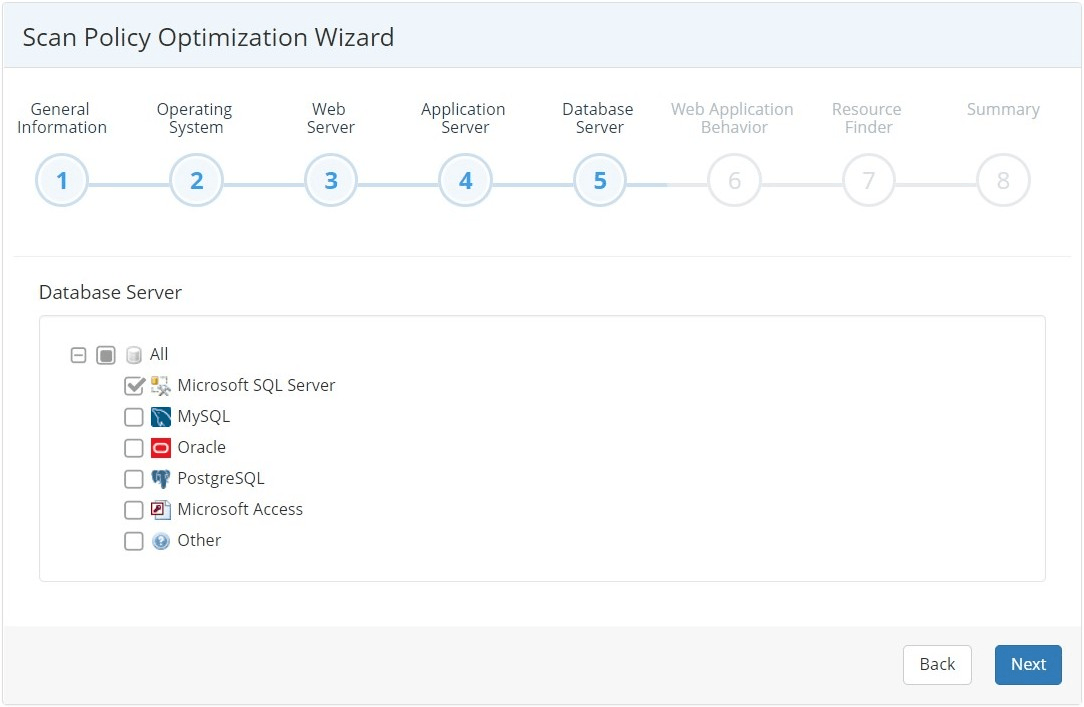 Scan Policy Optimization Wizard
General
Information
Operating
System
Web
Server
Application
Server
Database
Server
Web Application
Behavior
Resource
Finder
Summary
1 2 3 4 5 6 7 8
Database Server
All
Microsoft SQL Server
MySQL
Oracle
PostgreSQL
Microsoft Access
Other
Back Next